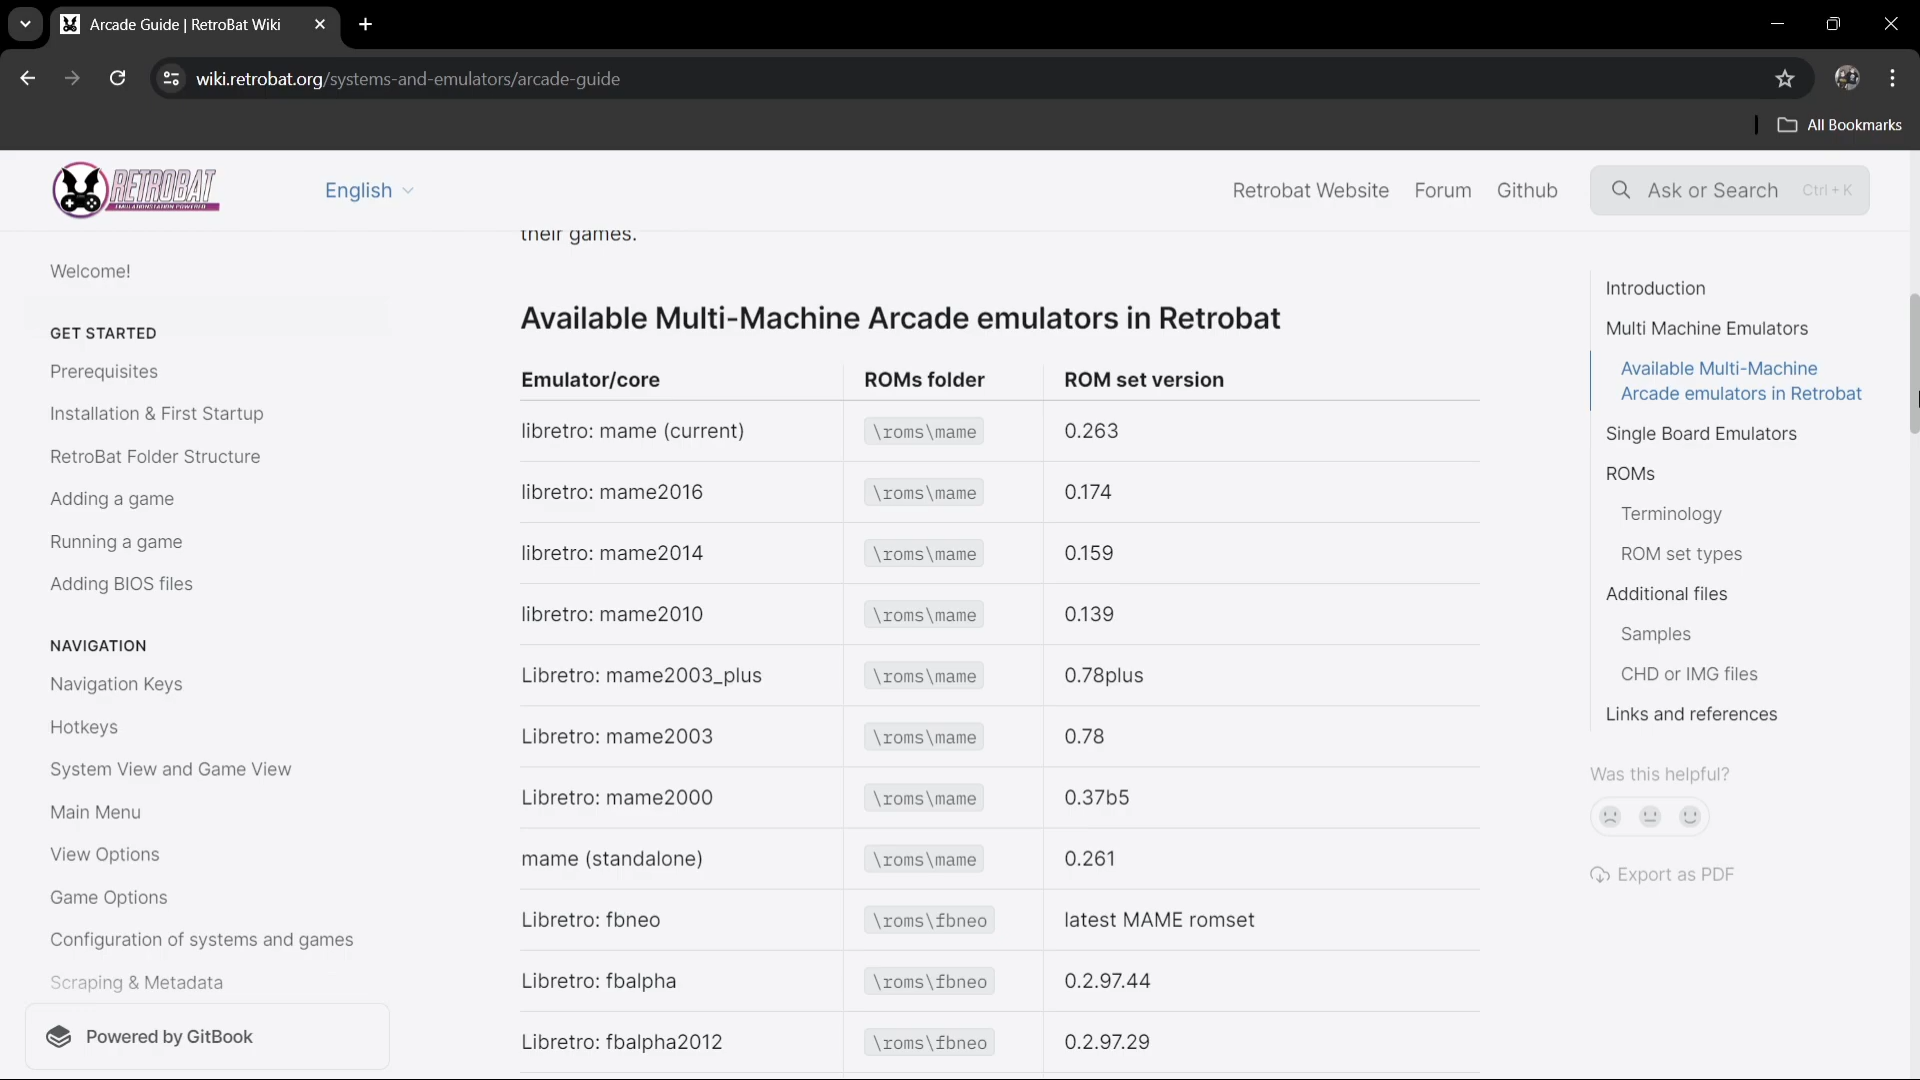 Arcade Guide | RetroBat Wiki
wiki.retrobat.org/systems-and-emulators/arcade-guide
All Bookmarks
RETROBAT
EMULATIONSTATION POWERED
English
Retrobat Website
Forum
Github
Ask or Search Ctrl + K
their games.
Welcome!
GET STARTED
Prerequisites
Installation & First Startup
RetroBat Folder Structure
Adding a game
Running a game
Adding BIOS files
NAVIGATION
Navigation Keys
Hotkeys
System View and Game View
Main Menu
View Options
Game Options
Configuration of systems and games
Scraping & Metadata
Powered by GitBook
Available Multi-Machine Arcade emulators in Retrobat
Emulator/core ROMs folder ROM set version
libretro: mame (current) \roms\mame 0.263
libretro: mame2016 \roms\mame 0.174
libretro: mame2014 \roms\mame 0.159
libretro: mame2010 \roms\mame 0.139
Libretro: mame2003_plus \roms\mame 0.78plus
Libretro: mame2003 \roms\mame 0.78
Libretro: mame2000 \roms\mame 0.37b5
mame (standalone) \roms\mame 0.261
Libretro: fbneo \roms\fbneo latest MAME romset
Libretro: fbalpha \roms\fbneo 0.2.97.44
Libretro: fbalpha2012 \roms\fbneo 0.2.97.29
Introduction
Multi Machine Emulators
Available Multi-Machine
Arcade emulators in Retrobat
Single Board Emulators
ROMs
Terminology
ROM set types
Additional files
Samples
CHD or IMG files
Links and references
Was this helpful?
Export as PDF